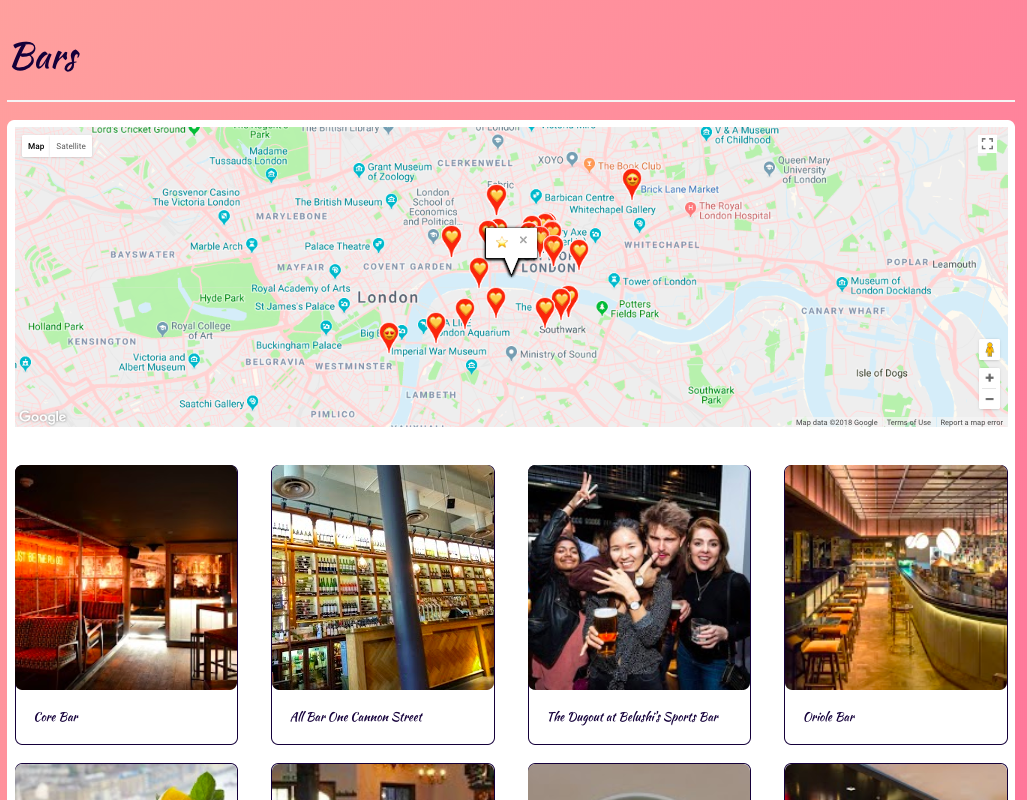 Bars
Lord's Cricket Ground
Park
The British Library
of London
V & A Museum
of Childhood
Map
Satellite
Madame
Tussauds London
Grant Museum
of Zoology
CLERKENWELL
XOYO
The Book Club
Queen Mary
University
of London
Grosvenor Casino
The Victoria London
The British Museum
London
School of
Economics
and Political
Fabric
Barbican Centre
Brick Lane Market
Whitechapel Gallery
The Royal
London Hospital
MARYLEBONE
Marble Arch
Palace Theatre
WHITECHAPEL
BAYSWATER
MAYFAIR
COVENT GARDEN
LONDON
POPLAR
Leamouth
Hyde Park
Royal Academy of Arts
St James's Palace
London
The
Tower of London
Potters
Fields Park
Museum of
London Docklands
CANARY WHARF
Holland Park
Royal College
of Art
KENSINGTON
Buckingham Palace
Big
London Aquarium
Southwark
Victoria and
Albert Museum
BELGRAVIA
WESTMINSTER
Imperial War Museum
Ministry of Sound
Isle of Dogs
Saatchi Gallery
LAMBETH
Southwark
Park
PIMLICO
Google
Map data ©2018 Google
Terms of Use
Report a map error
Core Bar
All Bar One Cannon Street
The Dugout at Belushi's Sports Bar
Oriole Bar